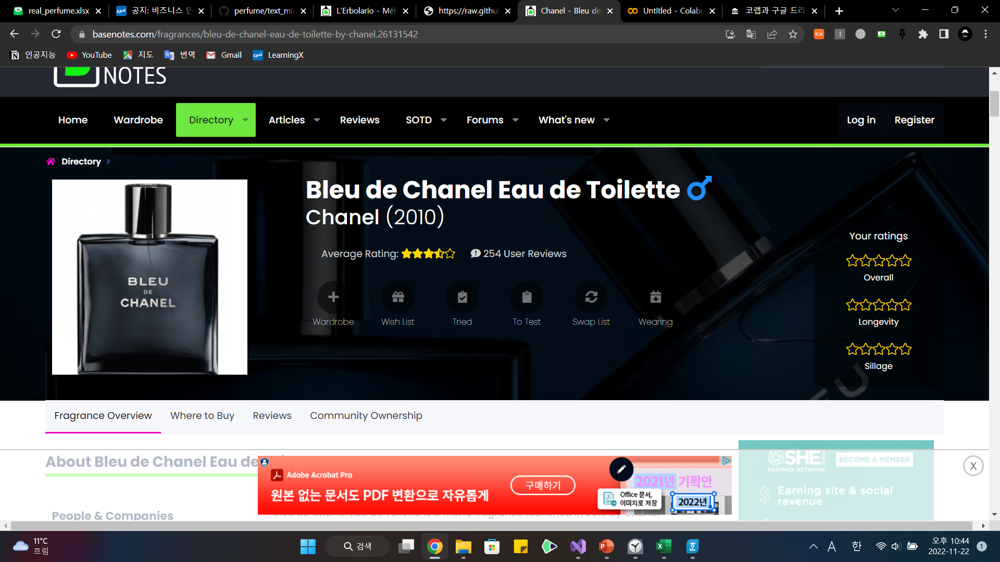 real_perfume.xlsx
공지: 비즈니스 인
perfume/text_mir
L'Erbolario - Méh
https://raw.githu
Chanel - Bleu de
Untitled - Colabo
코랩과 구글 드라
basenotes.com/fragrances/bleu-de-chanel-eau-de-toilette-by-chanel.26131542
인공지능
YouTube
지도
번역
Gmail
LearningX
NOTES
Home
Wardrobe
Directory
Articles
Reviews
SOTD
Forums
What's new
Log in
Register
Directory
BLEU
DE
CHANEL
Bleu de Chanel Eau de Toilette
Chanel (2010)
Average Rating:
254 User Reviews
Wardrobe
Wish List
Tried
To Test
Swap List
Wearing
Your ratings
Overall
Longevity
Sillage
Fragrance Overview
Where to Buy
Reviews
Community Ownership
About Bleu de Chanel Eau de
Adobe Acrobat Pro
원본 없는 문서도 PDF 변환으로 자유롭게
구매하기
2021년 기획안
Office 문서,
이미지로 저장
2022년
SHE
MEDIA
PARTNER NETWORK
BECOME A MEMBER
Earning site & social
revenue
X
People & Companies
Bleu de Chanel Eau de Toilette is a men's fragrance launched in 2010 by Chanel
11°C
흐림
검색
A
한
오후 10:44
2022-11-22
1